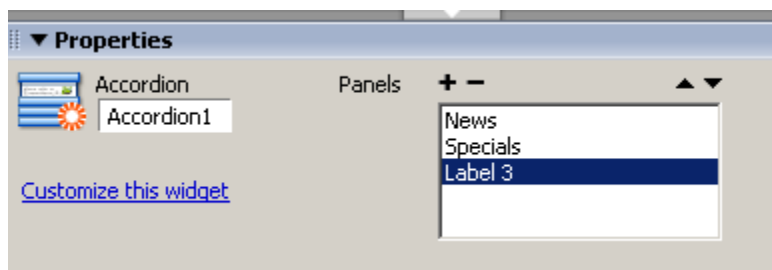 Properties
Accordion
Accordion1
Customize this widget
Panels
News
Specials
Label 3